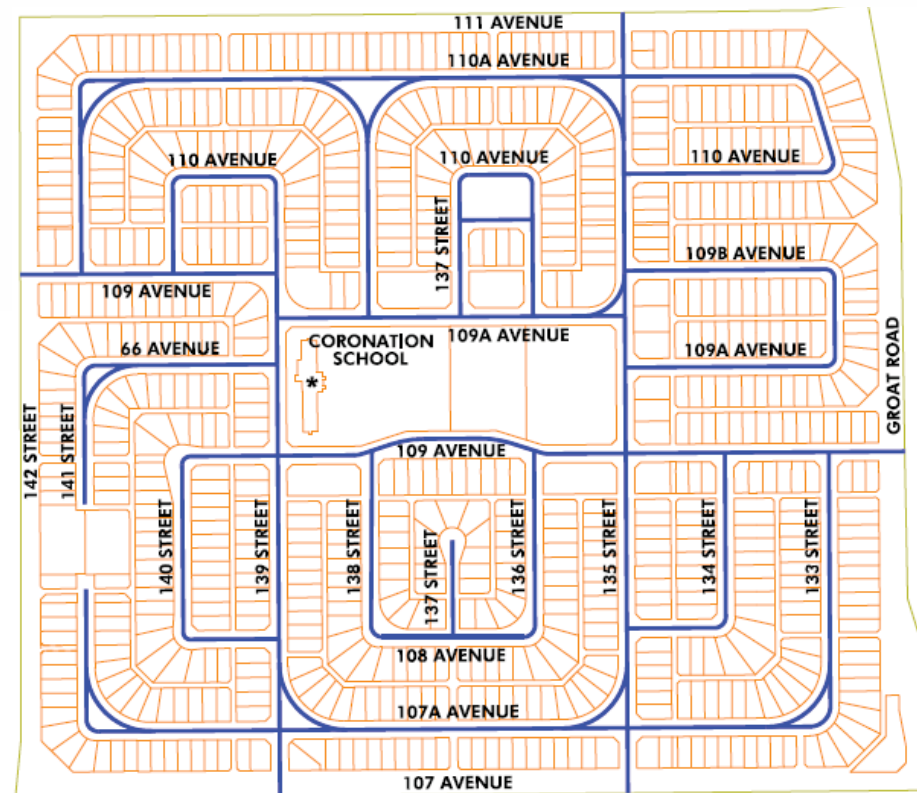 111 AVENUE
110A AVENUE
110 AVENUE
110 AVENUE
110 AVENUE
137 STREET
109B AVENUE
109 AVENUE
109A AVENUE
CORONATION
SCHOOL
*
66 AVENUE
109A AVENUE
GROAT ROAD
142 STREET
141 STREET
109 AVENUE
140 STREET
139 STREET
138 STREET
137 STREET
136 STREET
135 STREET
134 STREET
133 STREET
108 AVENUE
107A AVENUE
107 AVENUE